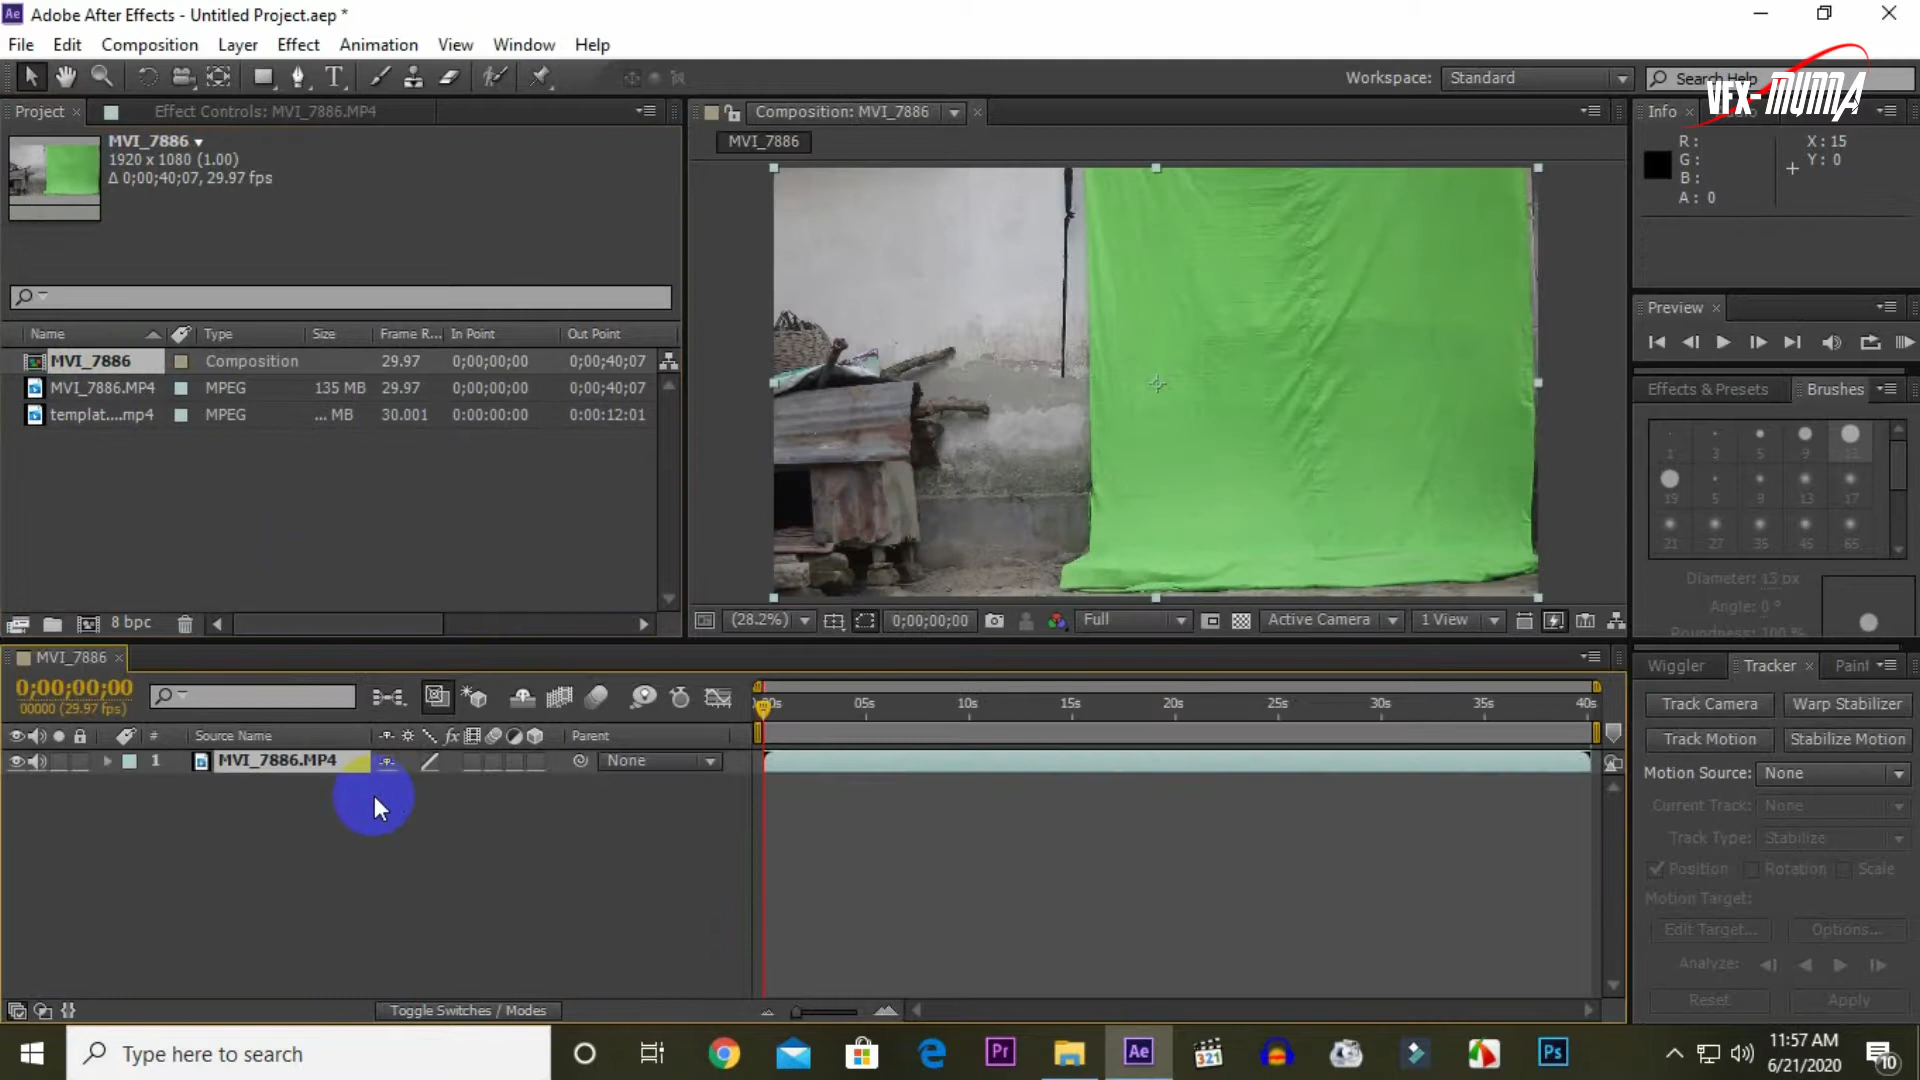 Ae Adobe After Effects - Untitled Project.aep *
File Edit Composition Layer Effect Animation View Window Help
Workspace: Standard Search Help
VFX-MUMMA
Project Effect Controls: MVI_7886.MP4
MVI_7886
1920 x 1080 (1.00)
Δ 0;00;40;07, 29.97 fps
Name Type Size Frame R... In Point Out Point
MVI_7886 Composition 29.97 0;00;00;00 0;00;40;07
MVI_7886.MP4 MPEG 135 MB 29.97 0;00;00;00 0;00;40;07
templat....mp4 MPEG ... MB 30.001 0:00:00:00 0:00:12:01
8 bpc
Composition: MVI_7886
MVI_7886
(28.2%) 0;00;00;00 Full Active Camera 1 View
Info
R: X: 15
G: Y: 0
B:
A: 0
Preview
Effects & Presets Brushes
1 3 5 9 13
19 5 9 13 17
21 27 35 45 65
Diameter: 13 px
Angle: 0 °
Roundness: 100 %
MVI_7886
0;00;00;00
00000 (29.97 fps)
05s 10s 15s 20s 25s 30s 35s 40s
# Source Name fx Parent
1 MVI_7886.MP4 None
Toggle Switches / Modes
Wiggler Tracker Paint
Track Camera Warp Stabilizer
Track Motion Stabilize Motion
Motion Source: None
Current Track: None
Track Type: Stabilize
Position Rotation Scale
Motion Target:
Edit Target... Options...
Analyze:
Reset Apply
Type here to search
Pr Ae 321 Ps
11:57 AM
6/21/2020
10